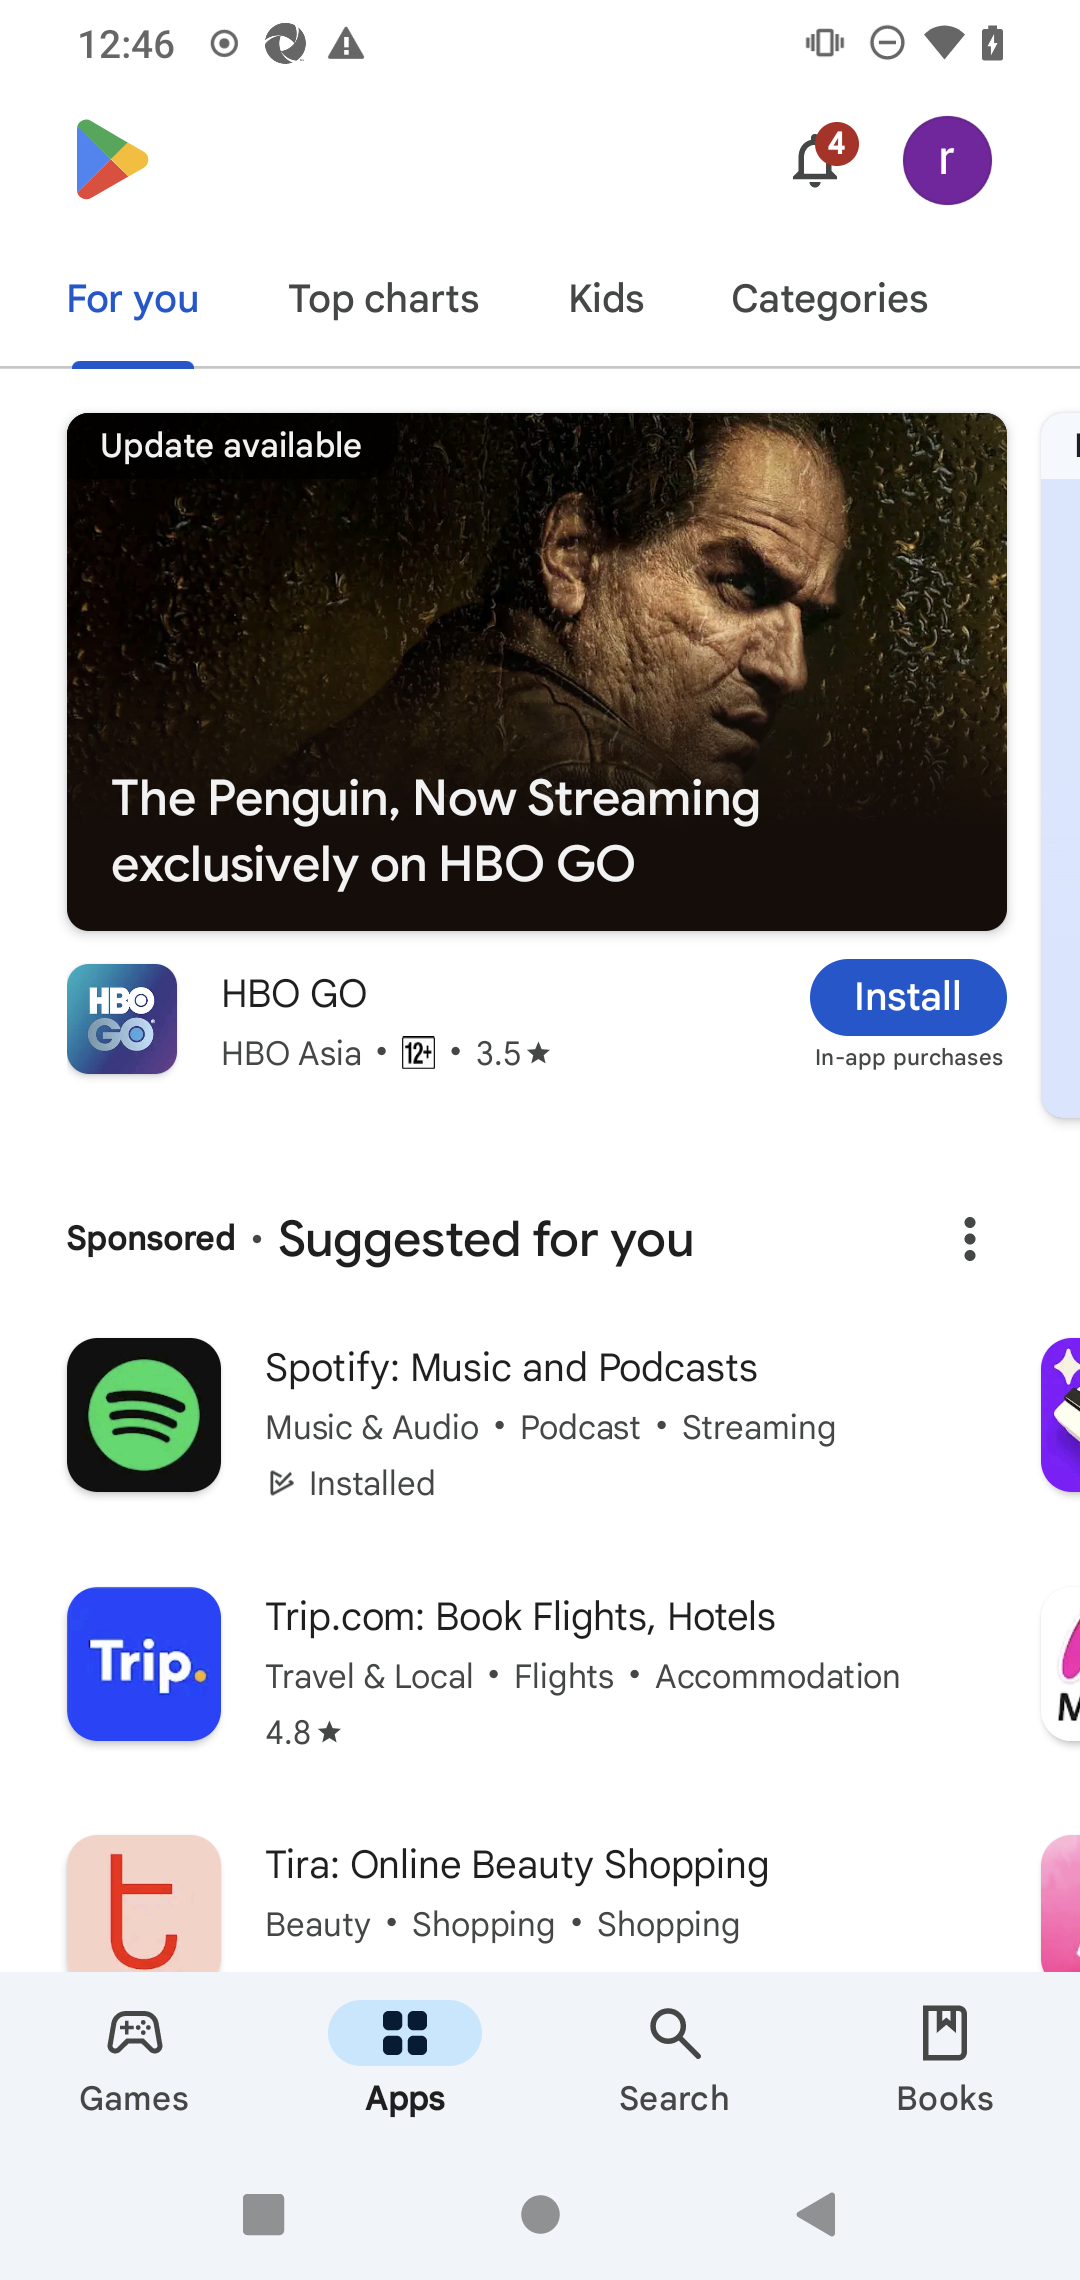 12:46
4
r
For you
Top charts
Kids
Categories
Update available
The Penguin, Now Streaming
exclusively on HBO GO
HBO
GO
HBO GO
HBO Asia • 12+ • 3.5★
Install
In-app purchases
Sponsored • Suggested for you
Spotify: Music and Podcasts
Music & Audio • Podcast • Streaming
Installed
Trip.
Trip.com: Book Flights, Hotels
Travel & Local • Flights • Accommodation
4.8★
t
Tira: Online Beauty Shopping
Beauty • Shopping • Shopping
Games
Apps
Search
Books